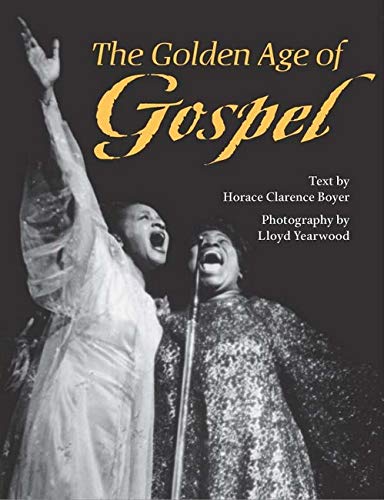 The Golden Age of
Gospel
Text by
Horace Clarence Boyer
Photography by
Lloyd Yearwood